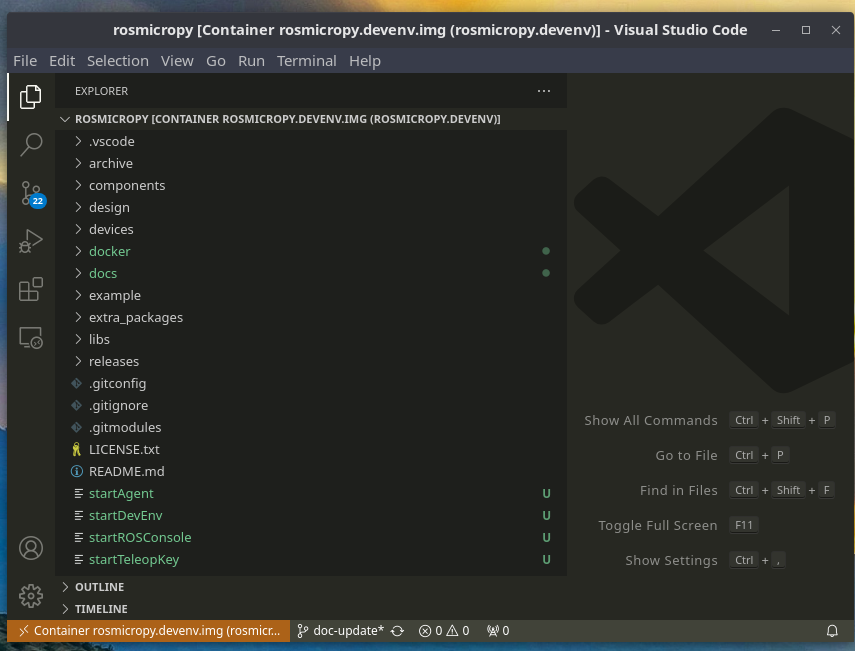 rosmicropy [Container rosmicropy.devenv.img (rosmicropy.devenv)] - Visual Studio Code
File Edit Selection View Go Run Terminal Help
EXPLORER
ROSMICROPY [CONTAINER ROSMICROPY.DEVENV.IMG (ROSMICROPY.DEVENV)]
.vscode
archive
components
22
design
devices
docker
docs
example
extra_packages
libs
releases
.gitconfig
.gitignore
.gitmodules
LICENSE.txt
README.md
startAgent U
startDevEnv U
startROSConsole U
startTeleopKey U
OUTLINE
TIMELINE
Show All Commands Ctrl + Shift + P
Go to File Ctrl + P
Find in Files Ctrl + Shift + F
Toggle Full Screen F11
Show Settings Ctrl + ,
Container rosmicropy.devenv.img (rosmicr... doc-update* 0 0 0